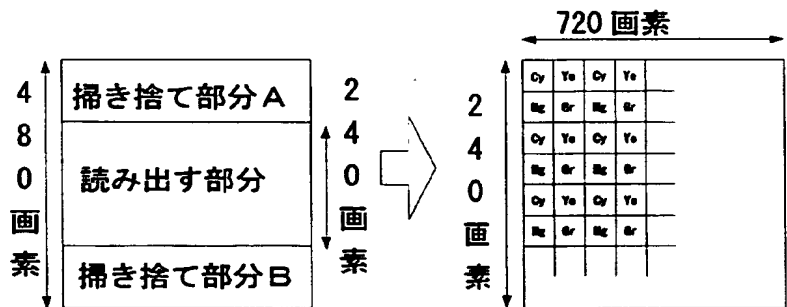 720画素
480画素
掃き捨て部分A
読み出す部分
掃き捨て部分B
240画素
240画素
Cy Ye Cy Ye
Mg Gr Mg Gr
Cy Ye Cy Ye
Mg Gr Mg Gr
Cy Ye Cy Ye
Mg Gr Mg Gr